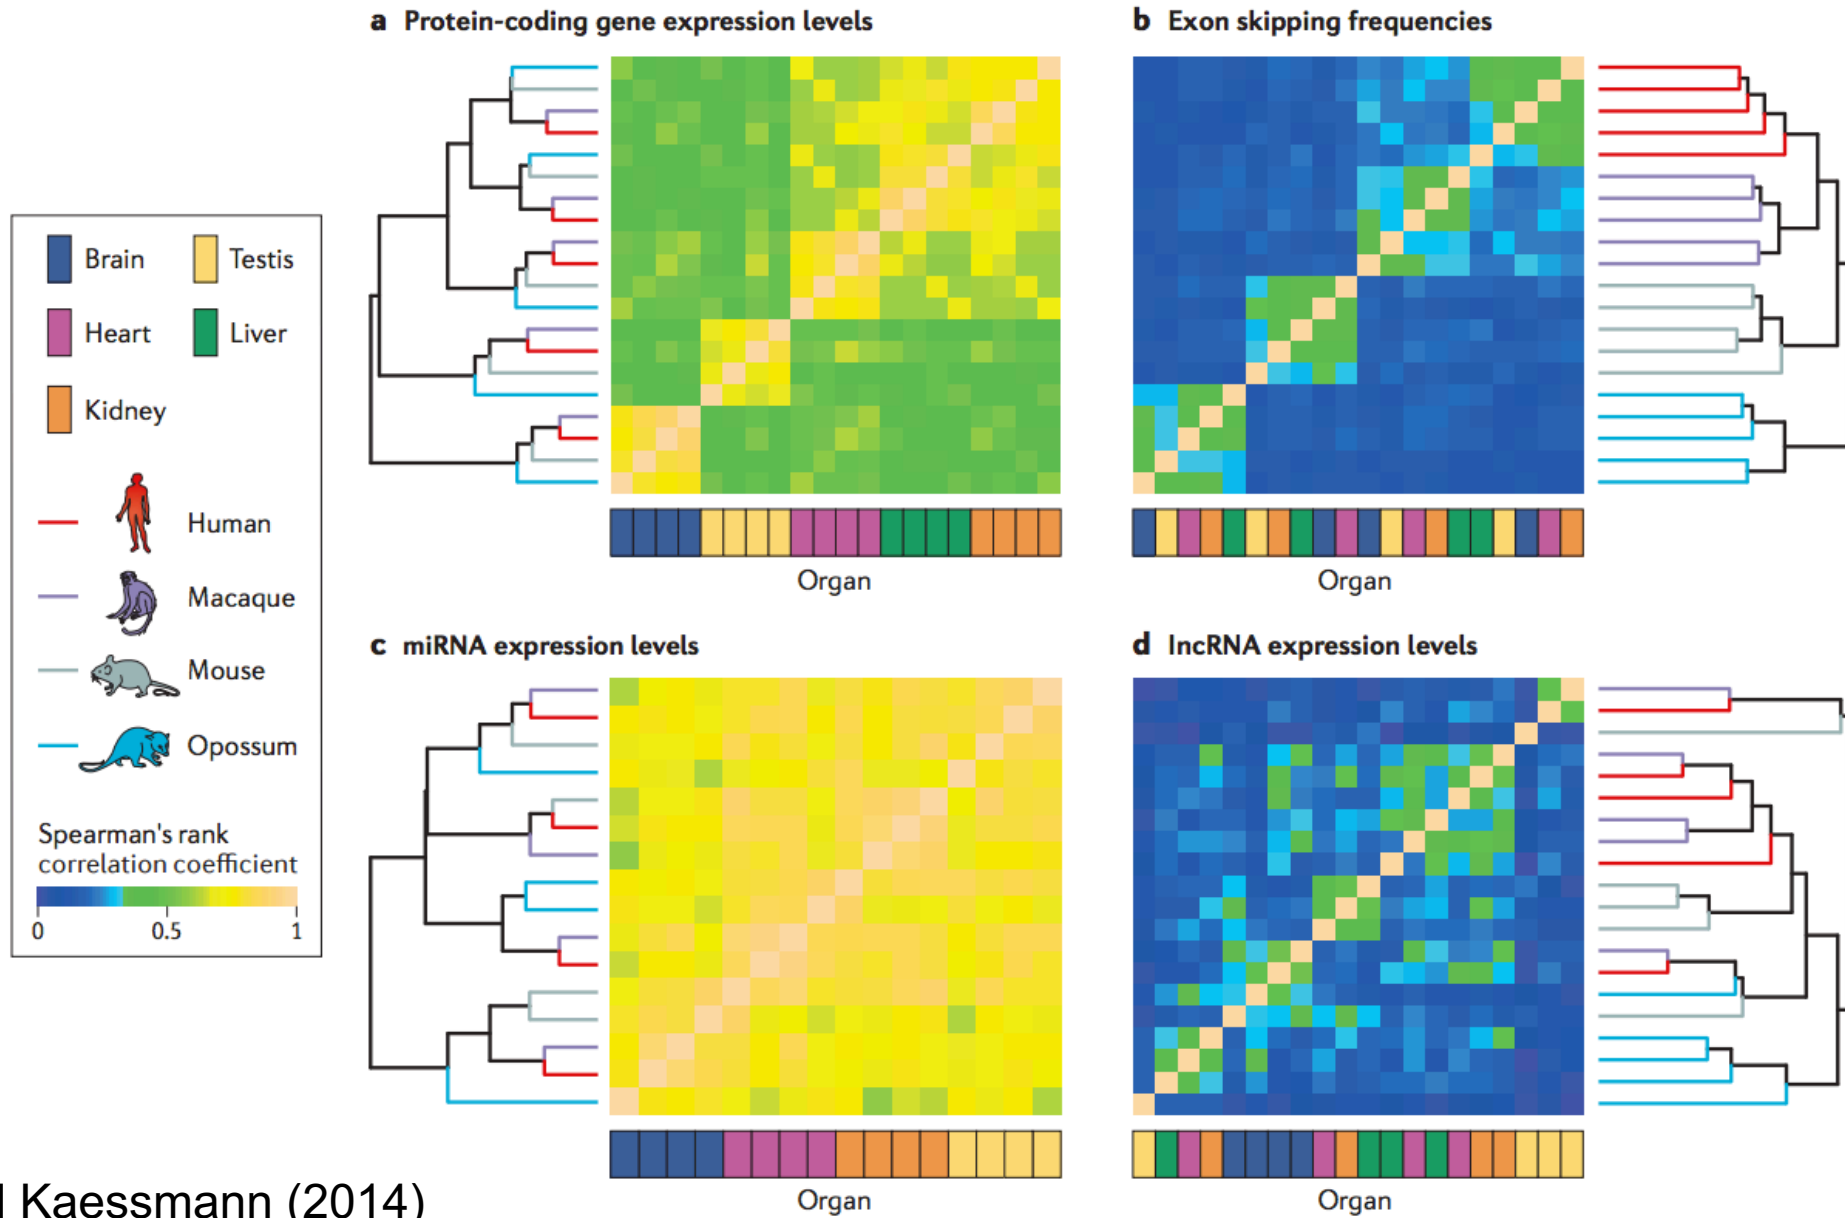 a Protein-coding gene expression levels
b Exon skipping frequencies
Brain
Testis
Heart
Liver
Kidney
Human
Macaque
Mouse
Opossum
Spearman's rank
correlation coefficient
0 0.5 1
Organ
Organ
c miRNA expression levels
d lncRNA expression levels
Organ
Organ
Kaessmann (2014)